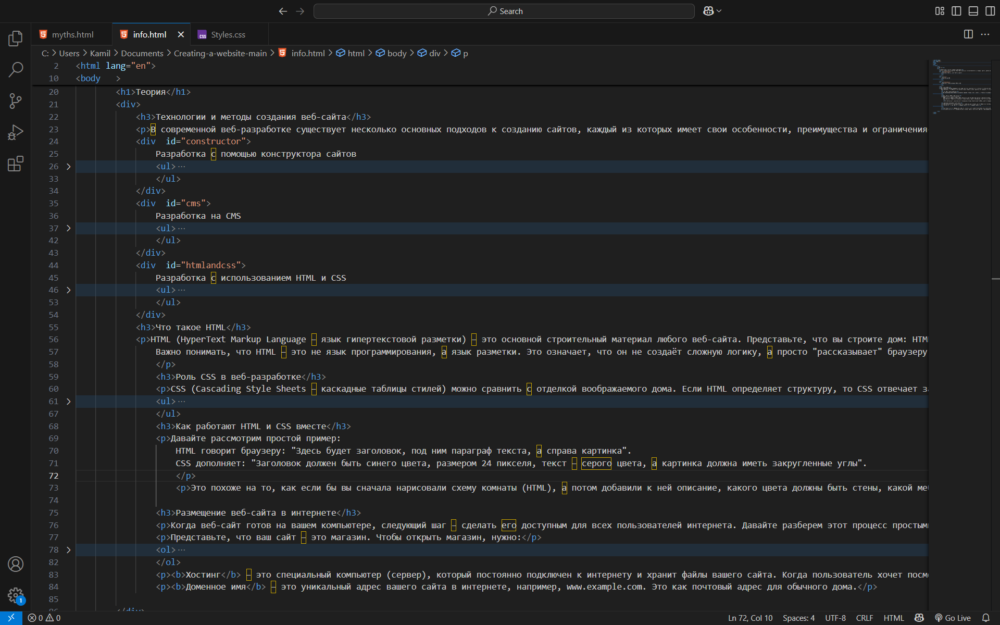 Search
myths.html
info.html
Styles.css
C: > Users > Kamil > Documents > Creating-a-website-main > info.html > html > body > div > p
2 <html lang="en">
10 <body   >
20 <h1>Теория</h1>
21 <div>
22 <h3>Технологии и методы создания веб-сайта</h3>
23 <p>В современной веб-разработке существует несколько основных подходов к созданию сайтов, каждый из которых имеет свои особенности, преимущества и ограничения
24 <div  id="constructor">
25 Разработка с помощью конструктора сайтов
26 <ul>···
33 </ul>
34 </div>
35 <div  id="cms">
36 Разработка на CMS
37 <ul>···
42 </ul>
43 </div>
44 <div  id="htmlandcss">
45 Разработка с использованием HTML и CSS
46 <ul>···
53 </ul>
54 </div>
55 <h3>Что такое HTML</h3>
56 <p>HTML (HyperText Markup Language – язык гипертекстовой разметки) – это основной строительный материал любого веб-сайта. Представьте, что вы строите дом: HTM
57 Важно понимать, что HTML – это не язык программирования, а язык разметки. Это означает, что он не создаёт сложную логику, а просто "рассказывает" браузеру
58 </p>
59 <h3>Роль CSS в веб-разработке</h3>
60 <p>CSS (Cascading Style Sheets – каскадные таблицы стилей) можно сравнить с отделкой воображаемого дома. Если HTML определяет структуру, то CSS отвечает з
61 <ul>···
67 </ul>
68 <h3>Как работают HTML и CSS вместе</h3>
69 <p>Давайте рассмотрим простой пример:
70 HTML говорит браузеру: "Здесь будет заголовок, под ним параграф текста, а справа картинка".
71 CSS дополняет: "Заголовок должен быть синего цвета, размером 24 пикселя, текст – серого цвета, а картинка должна иметь закругленные углы".
72 </p>
73 <p>Это похоже на то, как если бы вы сначала нарисовали схему комнаты (HTML), а потом добавили к ней описание, какого цвета должны быть стены, какой ме
74
75 <h3>Размещение веб-сайта в интернете</h3>
76 <p>Когда веб-сайт готов на вашем компьютере, следующий шаг – сделать его доступным для всех пользователей интернета. Давайте разберем этот процесс простым
77 <p>Представьте, что ваш сайт – это магазин. Чтобы открыть магазин, нужно:</p>
78 <ol>···
82 </ol>
83 <p><b>Хостинг</b> – это специальный компьютер (сервер), который постоянно подключен к интернету и хранит файлы вашего сайта. Когда пользователь хочет посм
84 <p><b>Доменное имя</b> – это уникальный адрес вашего сайта в интернете, например, www.example.com. Это как почтовый адрес для обычного дома.</p>
85
86 </div>
1
0 0 Ln 72, Col 10 Spaces: 4 UTF-8 CRLF HTML Go Live